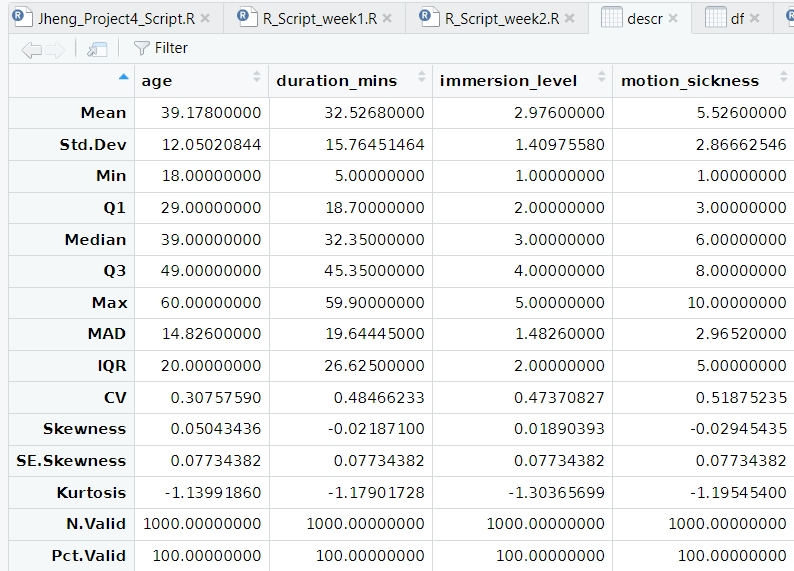 Jheng_Project4_Script.R R_Script_week1.R R_Script_week2.R descr df
Filter
age duration_mins immersion_level motion_sickness
Mean 39.17800000 32.52680000 2.97600000 5.52600000
Std.Dev 12.05020844 15.76451464 1.40975580 2.86662546
Min 18.00000000 5.00000000 1.00000000 1.00000000
Q1 29.00000000 18.70000000 2.00000000 3.00000000
Median 39.00000000 32.35000000 3.00000000 6.00000000
Q3 49.00000000 45.35000000 4.00000000 8.00000000
Max 60.00000000 59.90000000 5.00000000 10.00000000
MAD 14.82600000 19.64445000 1.48260000 2.96520000
IQR 20.00000000 26.62500000 2.00000000 5.00000000
CV 0.30757590 0.48466233 0.47370827 0.51875235
Skewness 0.05043436 -0.02187100 0.01890393 -0.02945435
SE.Skewness 0.07734382 0.07734382 0.07734382 0.07734382
Kurtosis -1.13991860 -1.17901728 -1.30365699 -1.19545400
N.Valid 1000.00000000 1000.00000000 1000.00000000 1000.00000000
Pct.Valid 100.00000000 100.00000000 100.00000000 100.00000000